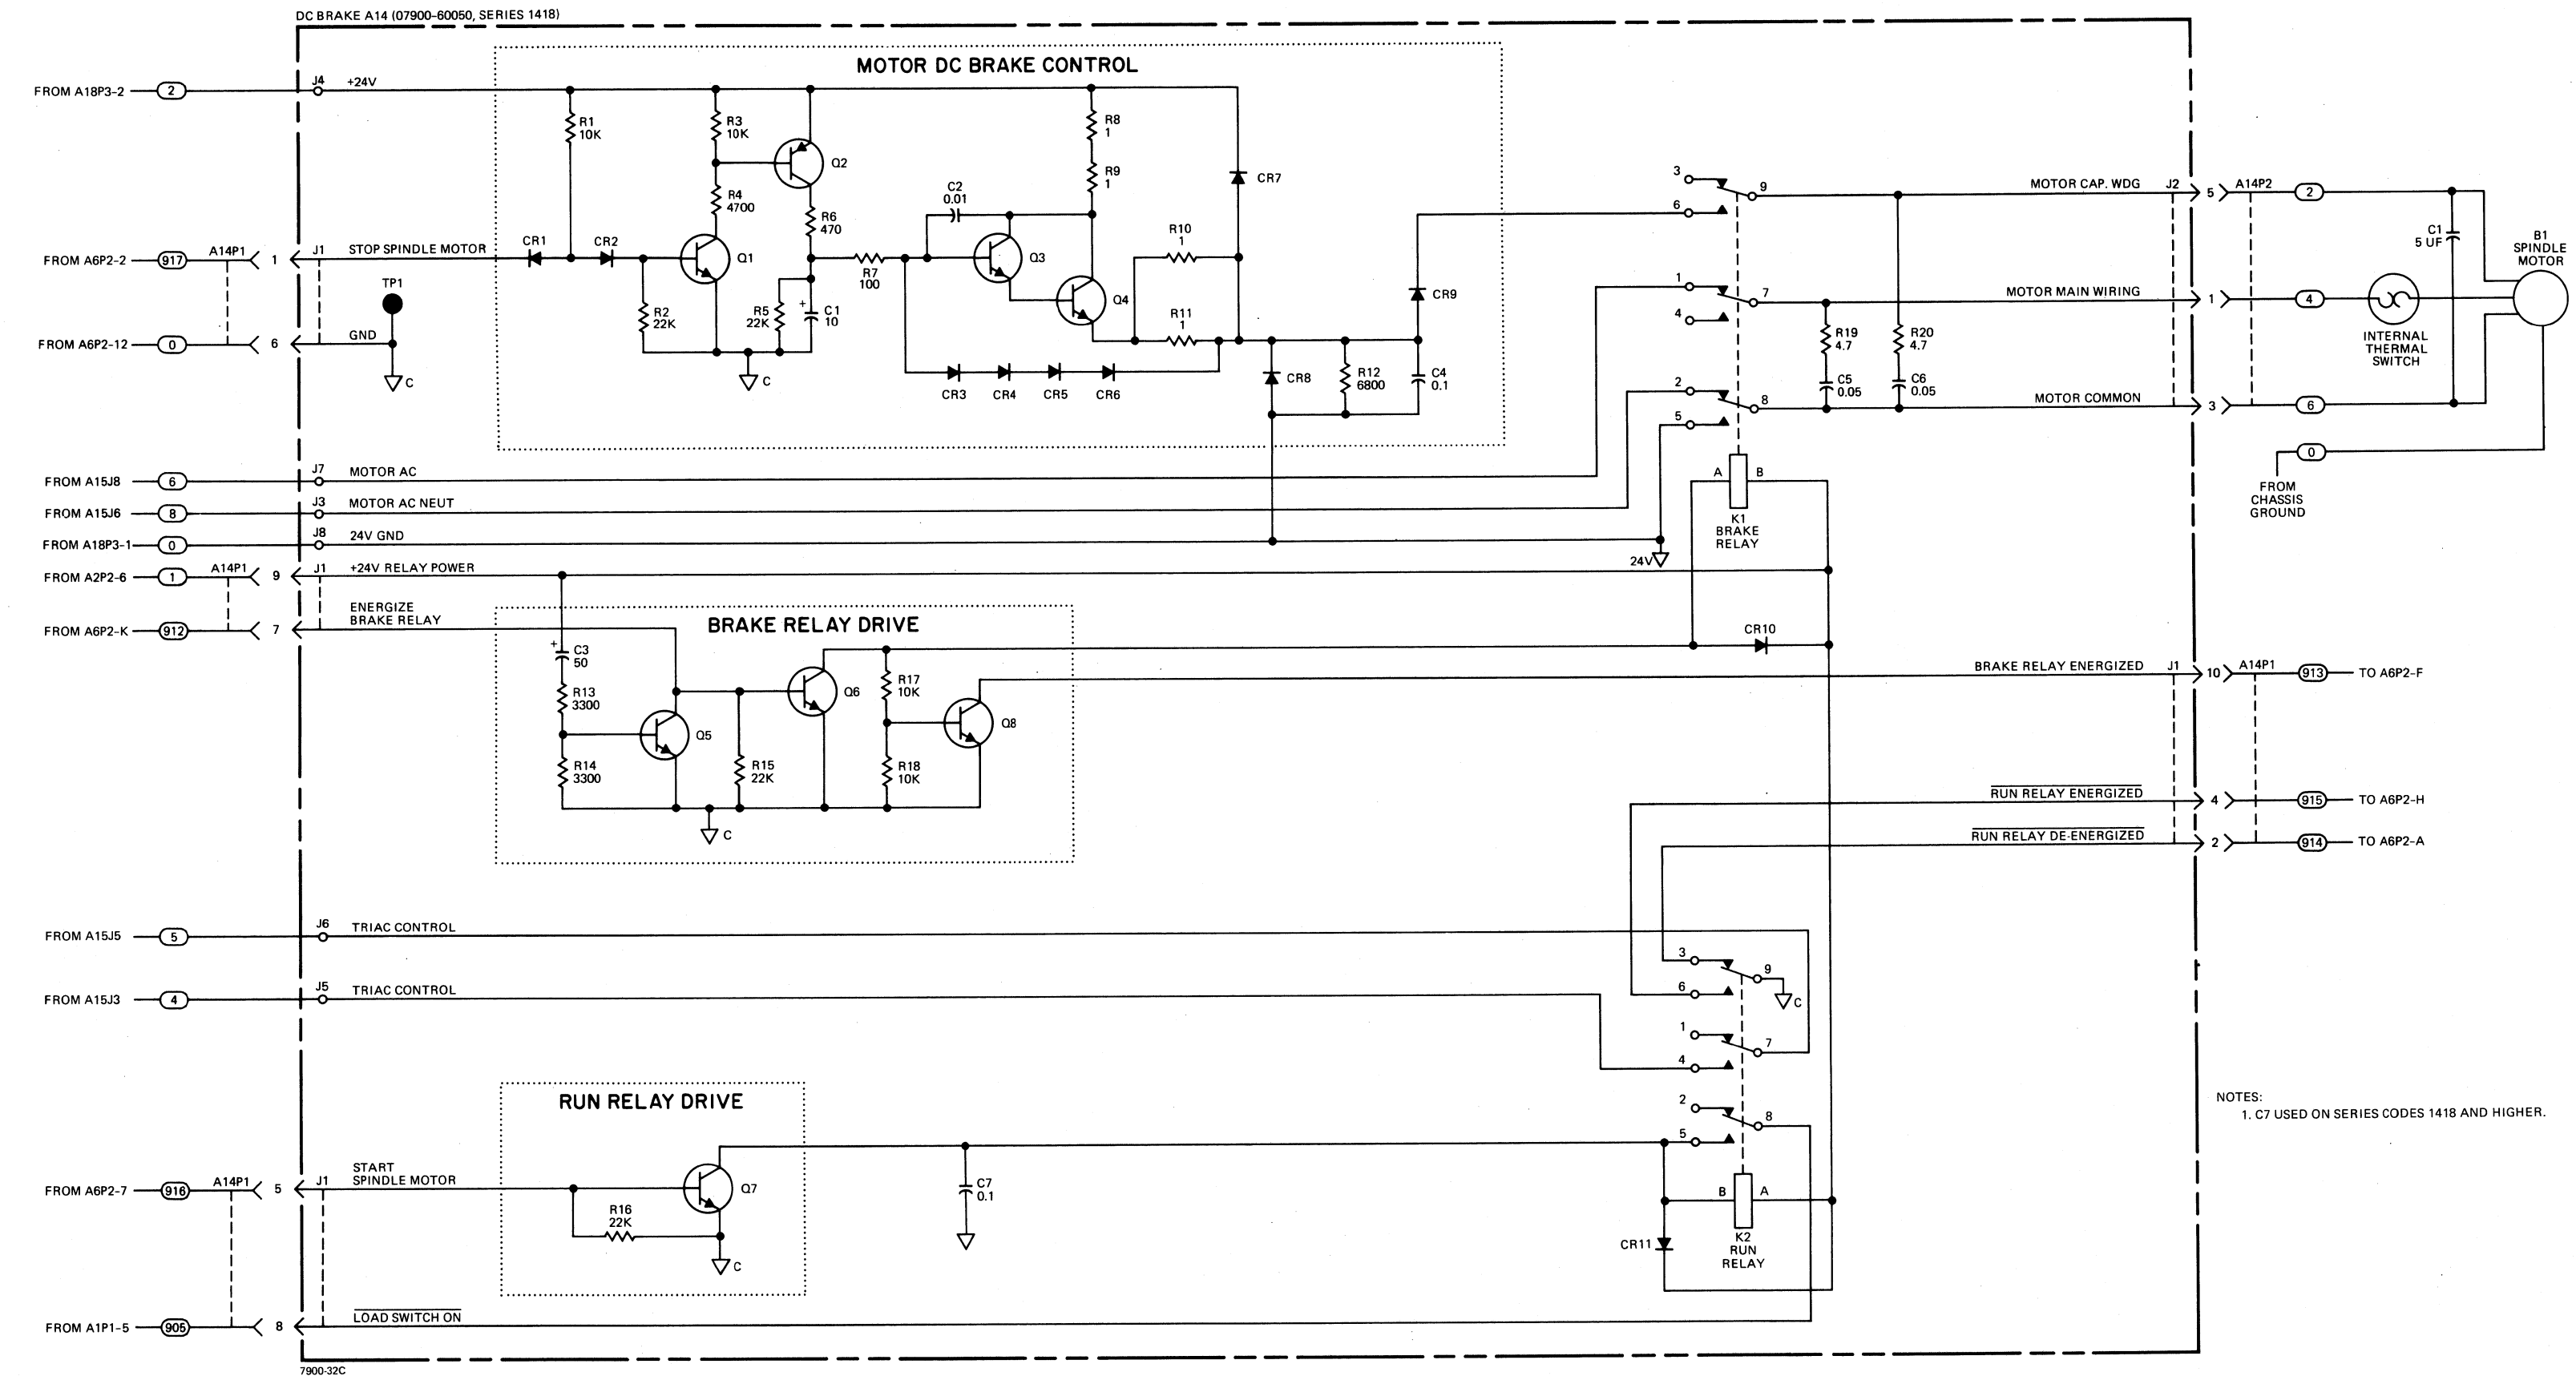 DC BRAKE A14 (07900-60050, SERIES 1418)
MOTOR DC BRAKE CONTROL
FROM A18P3-2
2
J4
+24V
R1
10K
R3
10K
Q2
R4
4700
R6
470
C2
0.01
R8
1
R9
1
CR7
R10
1
R11
1
FROM A6P2-2
917
A14P1
1
J1
STOP SPINDLE MOTOR
CR1
CR2
Q1
R7
100
Q3
Q4
TP1
R2
22K
R5
22K
+
C1
10
FROM A6P2-12
0
6
GND
C
C
CR3
CR4
CR5
CR6
CR8
R12
6800
C4
0.1
CR9
3
9
6
1
7
4
2
8
5
MOTOR CAP. WDG
J2
5
A14P2
2
MOTOR MAIN WIRING
1
4
R19
4.7
R20
4.7
C5
0.05
C6
0.05
MOTOR COMMON
3
6
C1
5 UF
B1
SPINDLE
MOTOR
INTERNAL
THERMAL
SWITCH
0
FROM
CHASSIS
GROUND
FROM A15J8
6
J7
MOTOR AC
FROM A15J6
8
J3
MOTOR AC NEUT
FROM A18P3-1
0
J8
24V GND
A
B
K1
BRAKE
RELAY
24V
FROM A2P2-6
1
A14P1
9
J1
+24V RELAY POWER
FROM A6P2-K
912
7
ENERGIZE
BRAKE RELAY
BRAKE RELAY DRIVE
+
C3
50
R13
3300
R14
3300
Q5
R15
22K
Q6
R17
10K
R18
10K
Q8
C
CR10
BRAKE RELAY ENERGIZED
J1
10
A14P1
913
TO A6P2-F
RUN RELAY ENERGIZED
4
915
TO A6P2-H
RUN RELAY DE-ENERGIZED
2
914
TO A6P2-A
FROM A15J5
5
J6
TRIAC CONTROL
FROM A15J3
4
J5
TRIAC CONTROL
3
9
6
C
1
7
4
2
8
5
RUN RELAY DRIVE
FROM A6P2-7
916
A14P1
5
J1
START
SPINDLE MOTOR
Q7
R16
22K
C
C7
0.1
B
A
K2
RUN
RELAY
CR11
FROM A1P1-5
905
8
LOAD SWITCH ON
NOTES:
1. C7 USED ON SERIES CODES 1418 AND HIGHER.
7900-32C